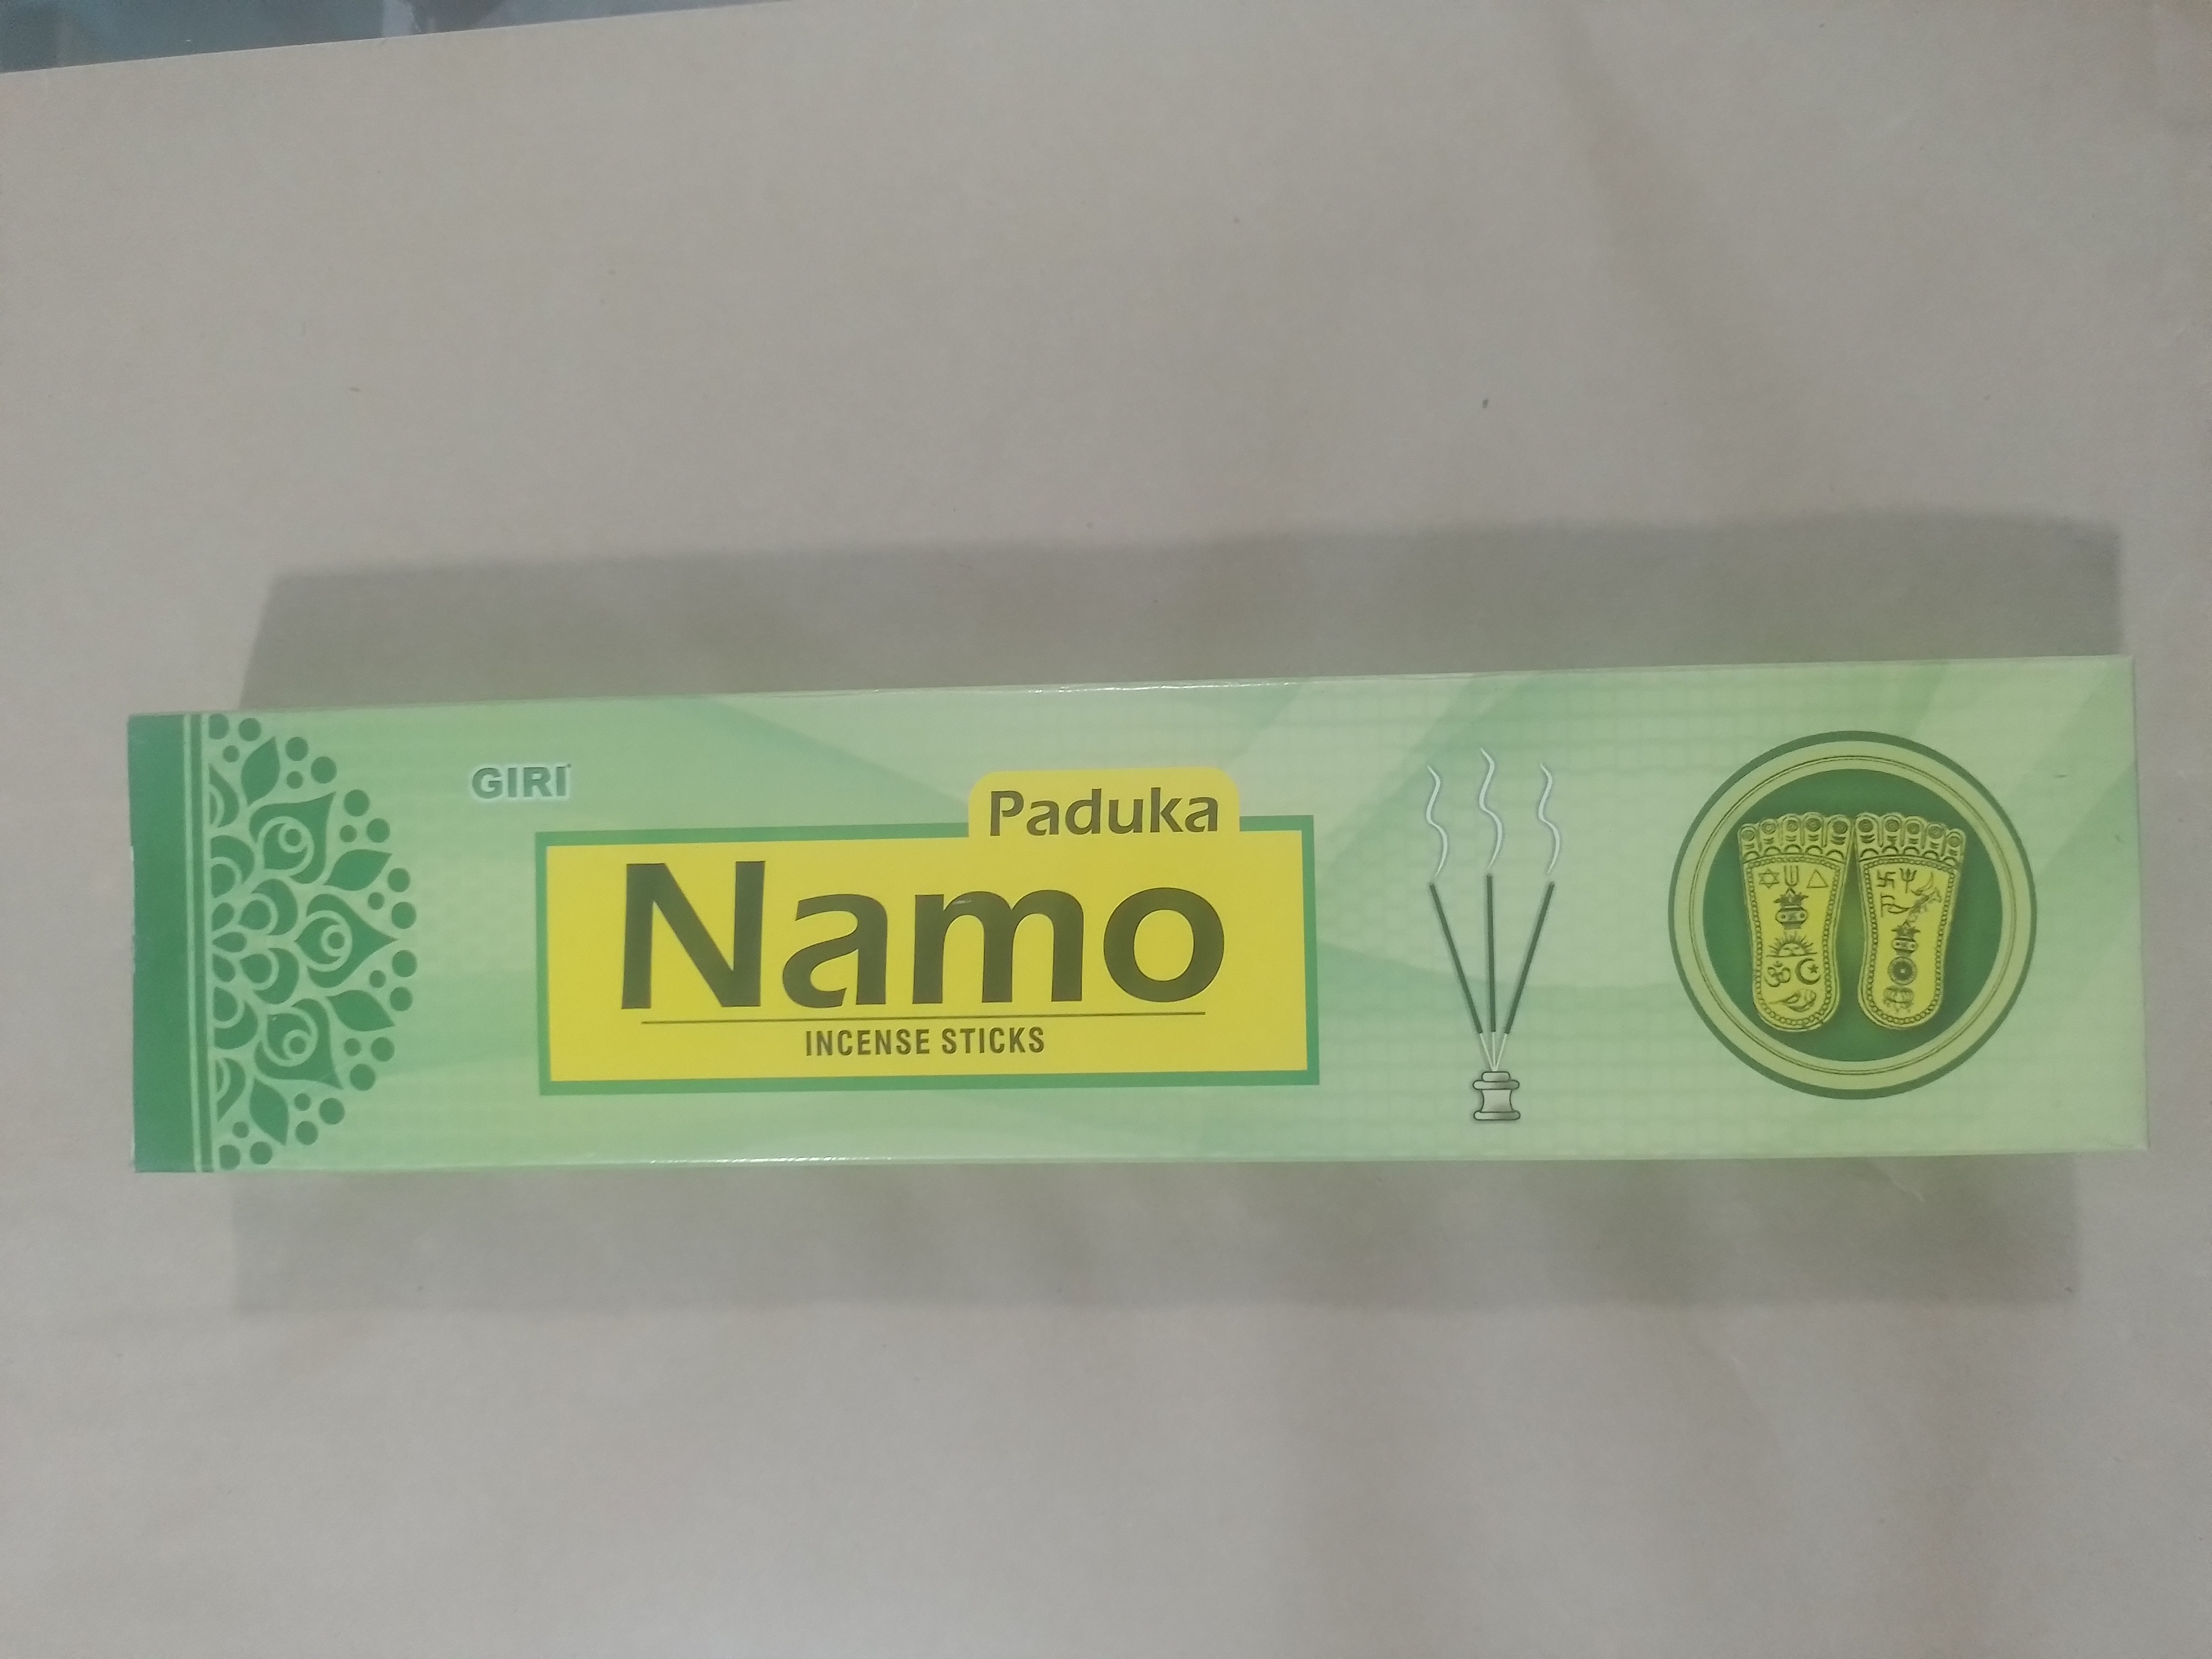 GIRI
Paduka
Namo
INCENSE STICKS